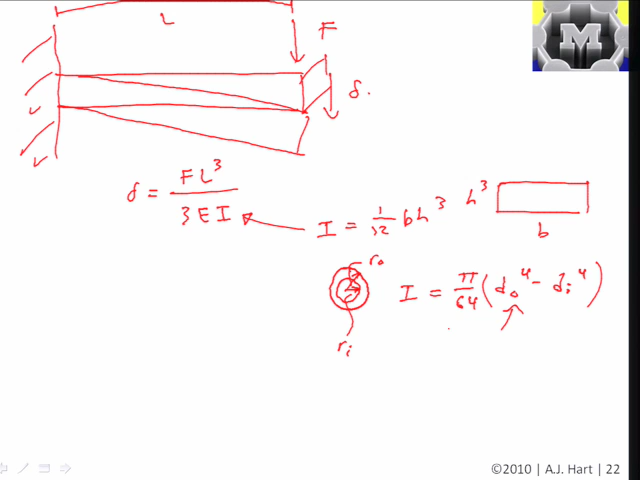 L
F
δ.
δ = FL³ / 3EI
I = 1/12 bh³
h³
b
r₀
I = π/64 (d₀⁴ - dᵢ⁴)
rᵢ
M
©2010 | A.J. Hart | 22